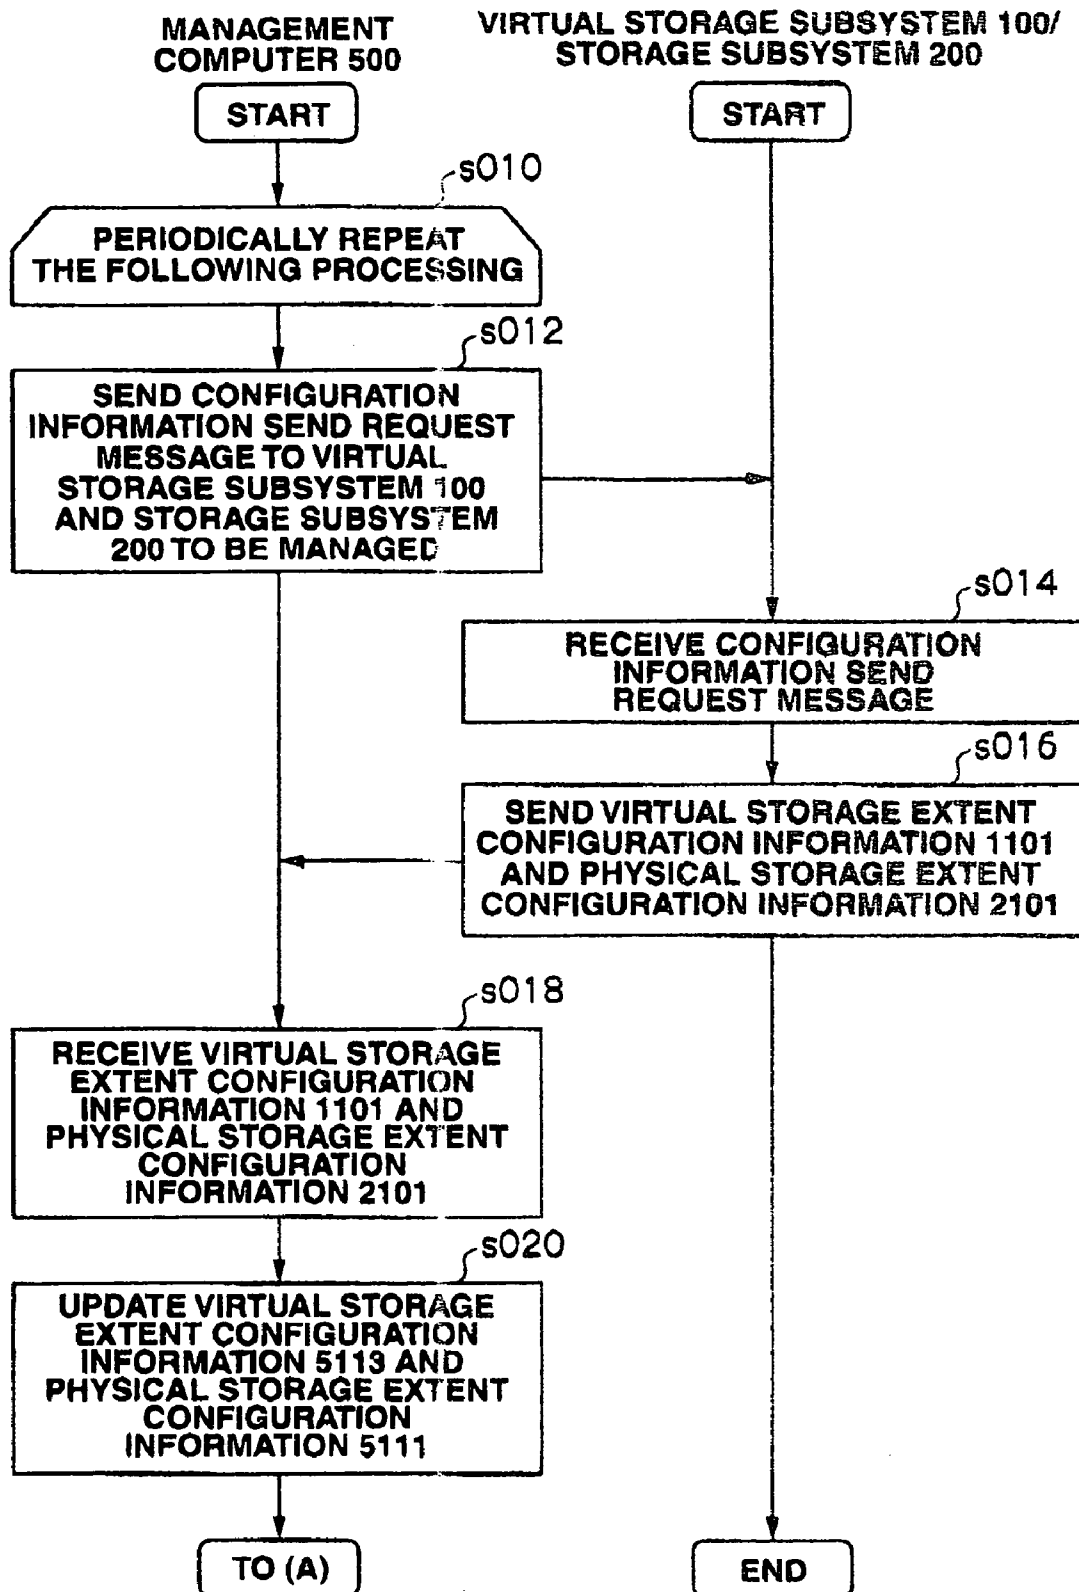 MANAGEMENT
COMPUTER 500
VIRTUAL STORAGE SUBSYSTEM 100/
STORAGE SUBSYSTEM 200
START
START
s010
PERIODICALLY REPEAT
THE FOLLOWING PROCESSING
s012
SEND CONFIGURATION
INFORMATION SEND REQUEST
MESSAGE TO VIRTUAL
STORAGE SUBSYSTEM 100
AND STORAGE SUBSYSTEM
200 TO BE MANAGED
s014
RECEIVE CONFIGURATION
INFORMATION SEND
REQUEST MESSAGE
s016
SEND VIRTUAL STORAGE EXTENT
CONFIGURATION INFORMATION 1101
AND PHYSICAL STORAGE EXTENT
CONFIGURATION INFORMATION 2101
s018
RECEIVE VIRTUAL STORAGE
EXTENT CONFIGURATION
INFORMATION 1101 AND
PHYSICAL STORAGE EXTENT
CONFIGURATION
INFORMATION 2101
s020
UPDATE VIRTUAL STORAGE
EXTENT CONFIGURATION
INFORMATION 5113 AND
PHYSICAL STORAGE EXTENT
CONFIGURATION
INFORMATION 5111
TO (A)
END